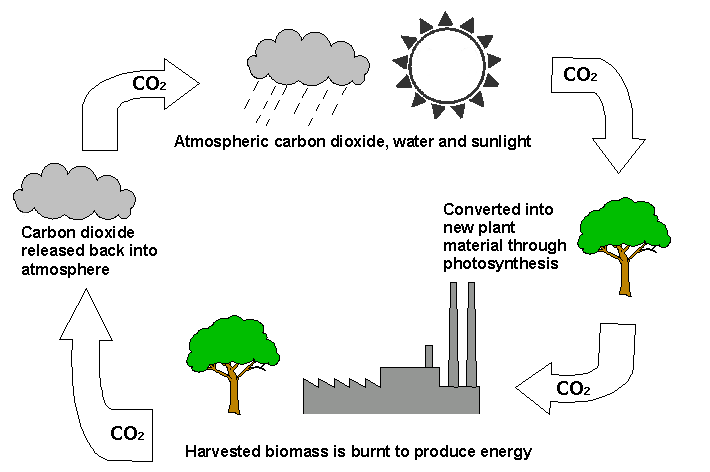 CO₂
Atmospheric carbon dioxide, water and sunlight
CO₂
Converted into
new plant
material through
photosynthesis
CO₂
Harvested biomass is burnt to produce energy
CO₂
Carbon dioxide
released back into
atmosphere